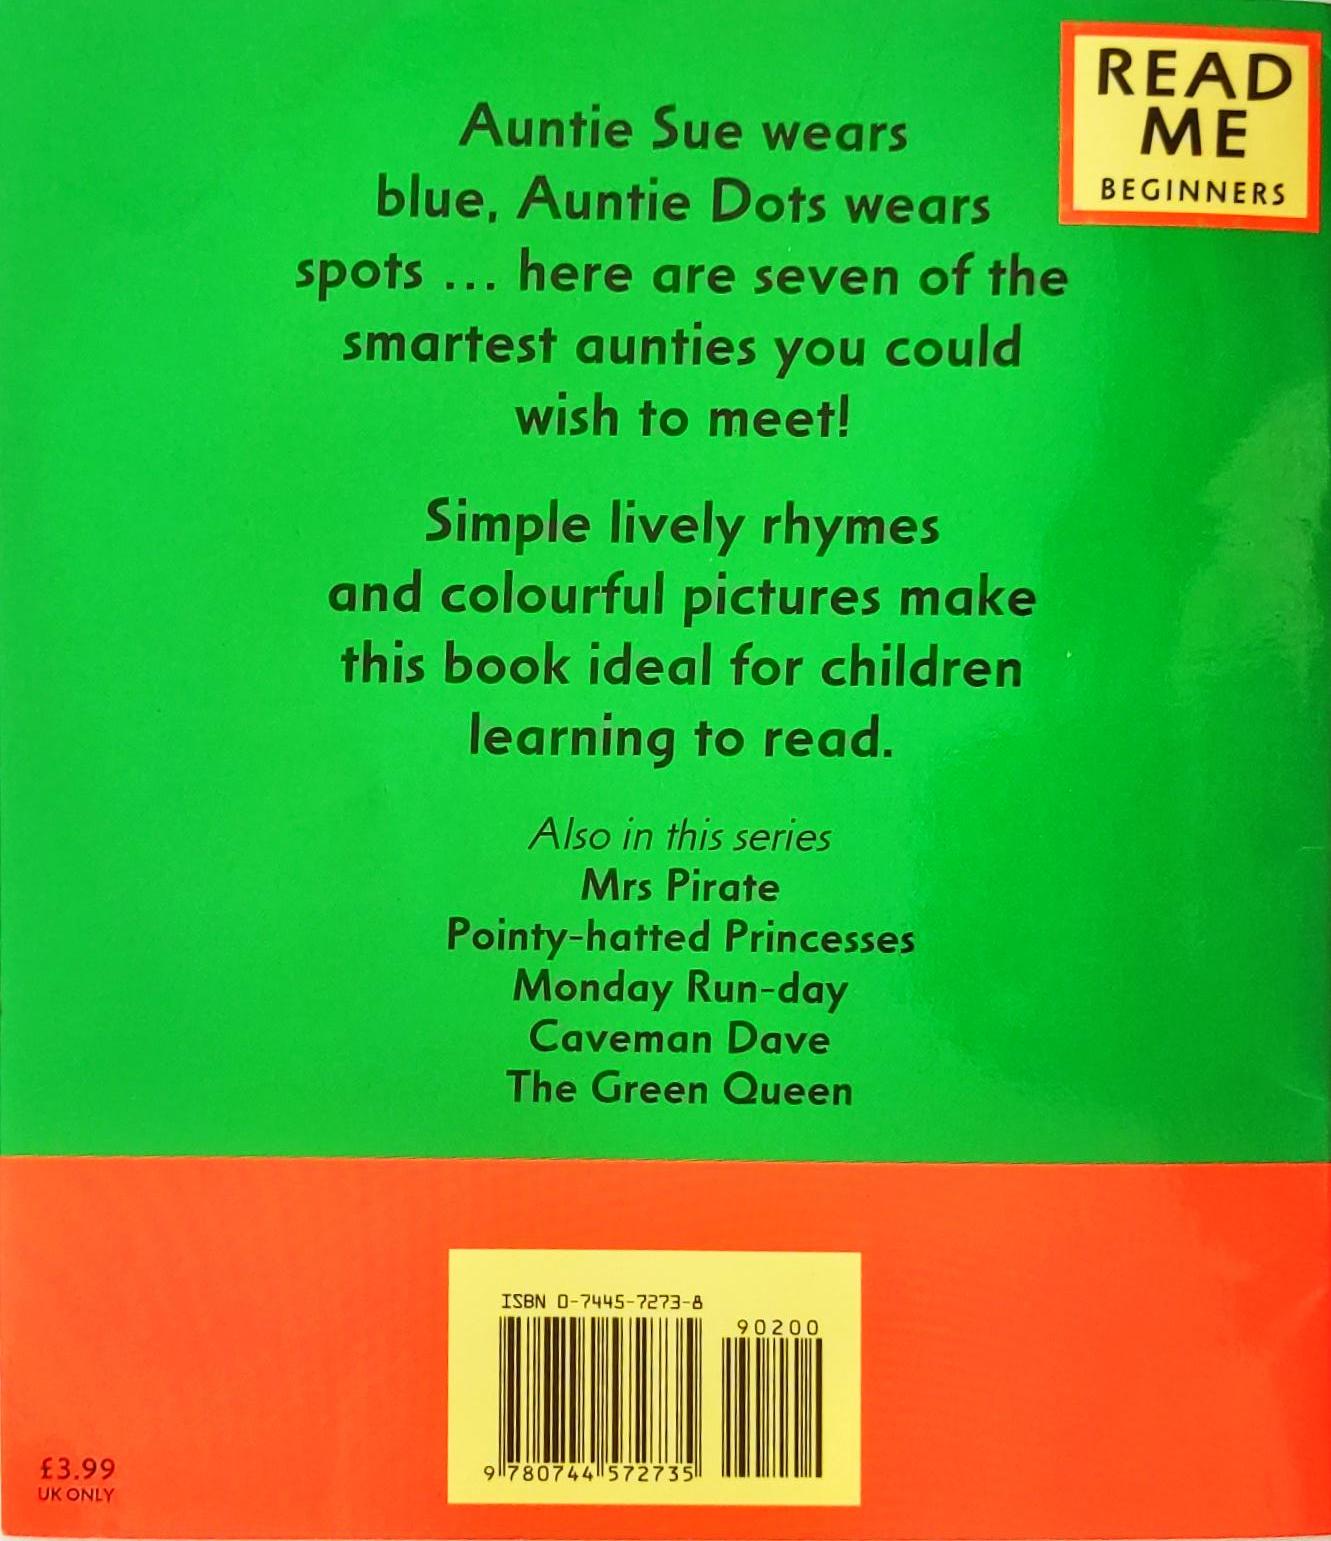 READ
ME
BEGINNERS
Auntie Sue wears
blue, Auntie Dots wears
spots ... here are seven of the
smartest aunties you could
wish to meet!
Simple lively rhymes
and colourful pictures make
this book ideal for children
learning to read.
Also in this series
Mrs Pirate
Pointy-hatted Princesses
Monday Run-day
Caveman Dave
The Green Queen
ISBN 0-7445-7273-8
90200
9 780744 572735
£3.99
UK ONLY